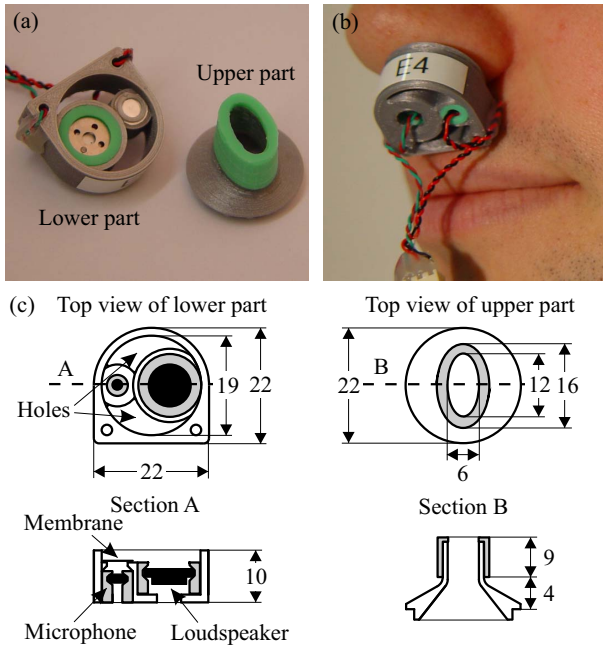 (a)
Upper part
Lower part
(b)
E4
(c) Top view of lower part
Top view of upper part
A
Holes
19
22
22
B
22
12
16
6
Section A
Section B
Membrane
10
Microphone
Loudspeaker
9
4